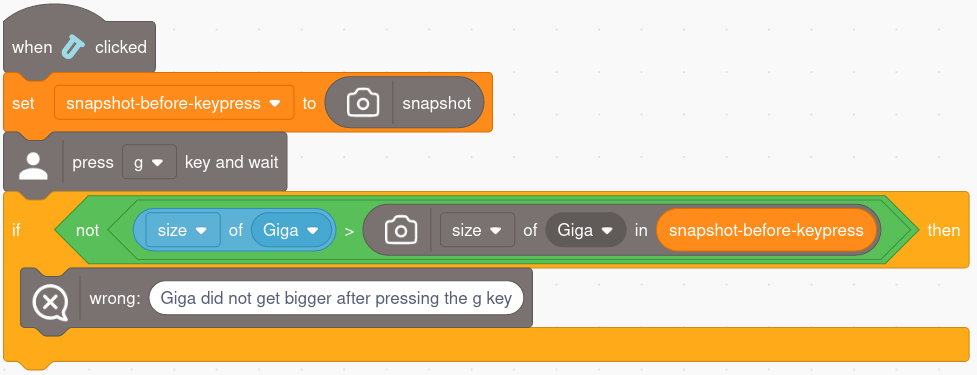 when clicked
set snapshot-before-keypress to snapshot
press g key and wait
if not size of Giga > size of Giga in snapshot-before-keypress then
wrong: Giga did not get bigger after pressing the g key